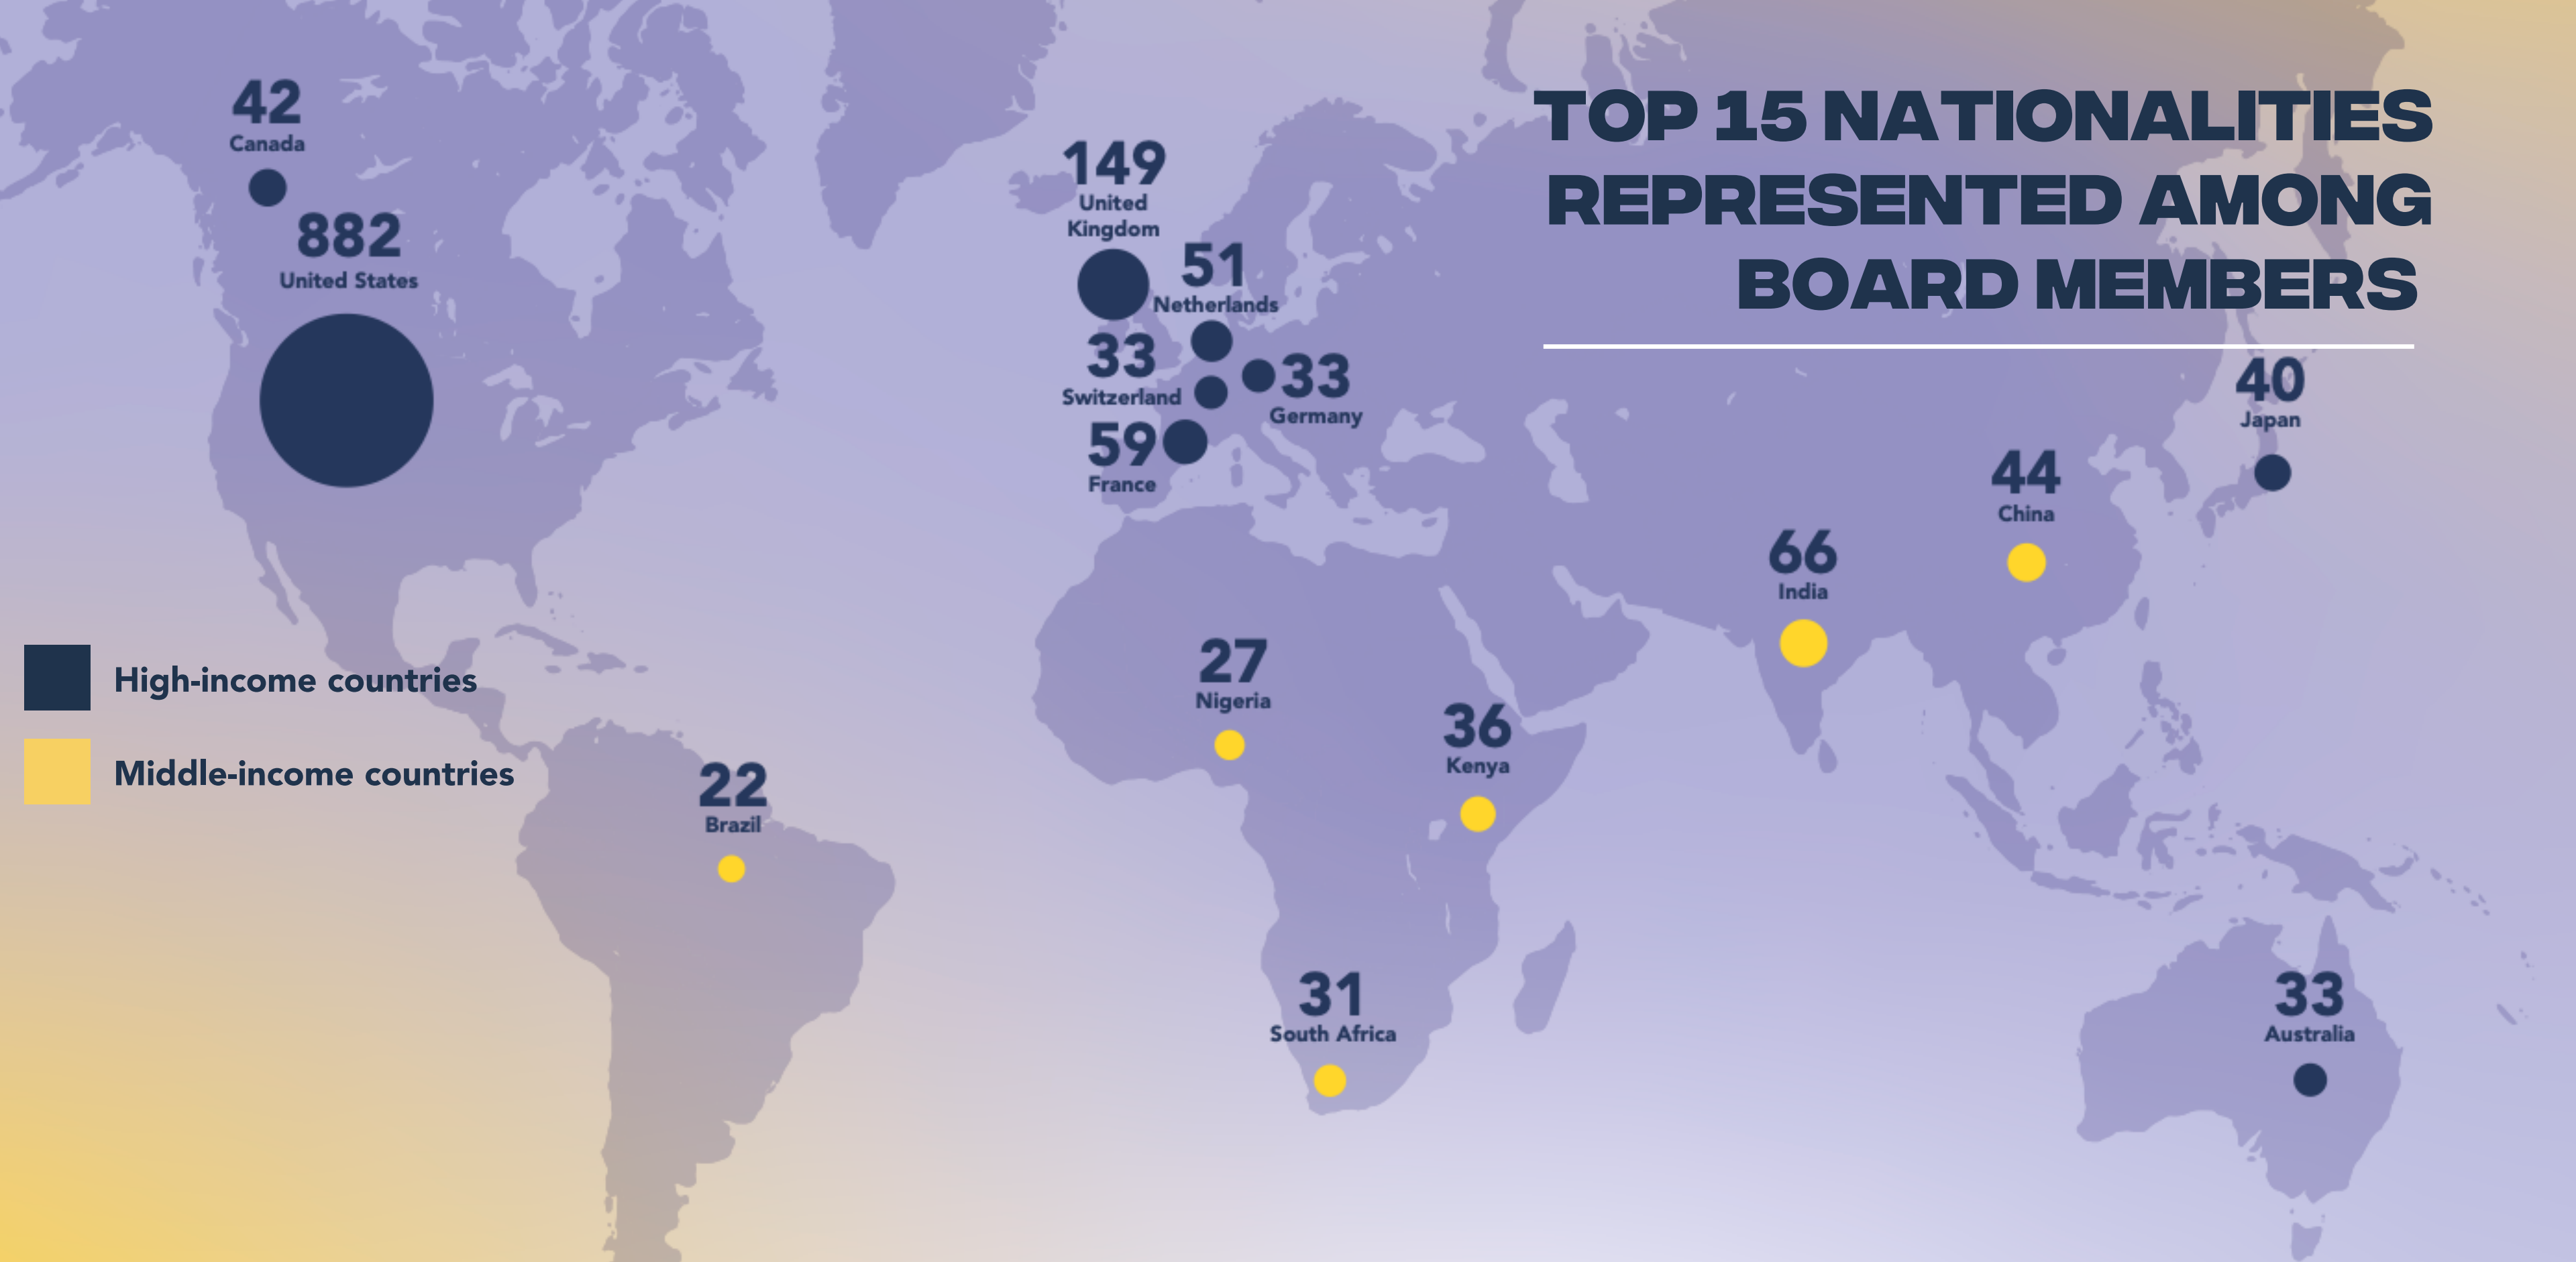 TOP 15 NATIONALITIES
REPRESENTED AMONG
BOARD MEMBERS
42
Canada
882
United States
149
United
Kingdom
51
Netherlands
33
Switzerland
33
Germany
59
France
40
Japan
44
China
66
India
27
Nigeria
36
Kenya
22
Brazil
31
South Africa
33
Australia
High-income countries
Middle-income countries